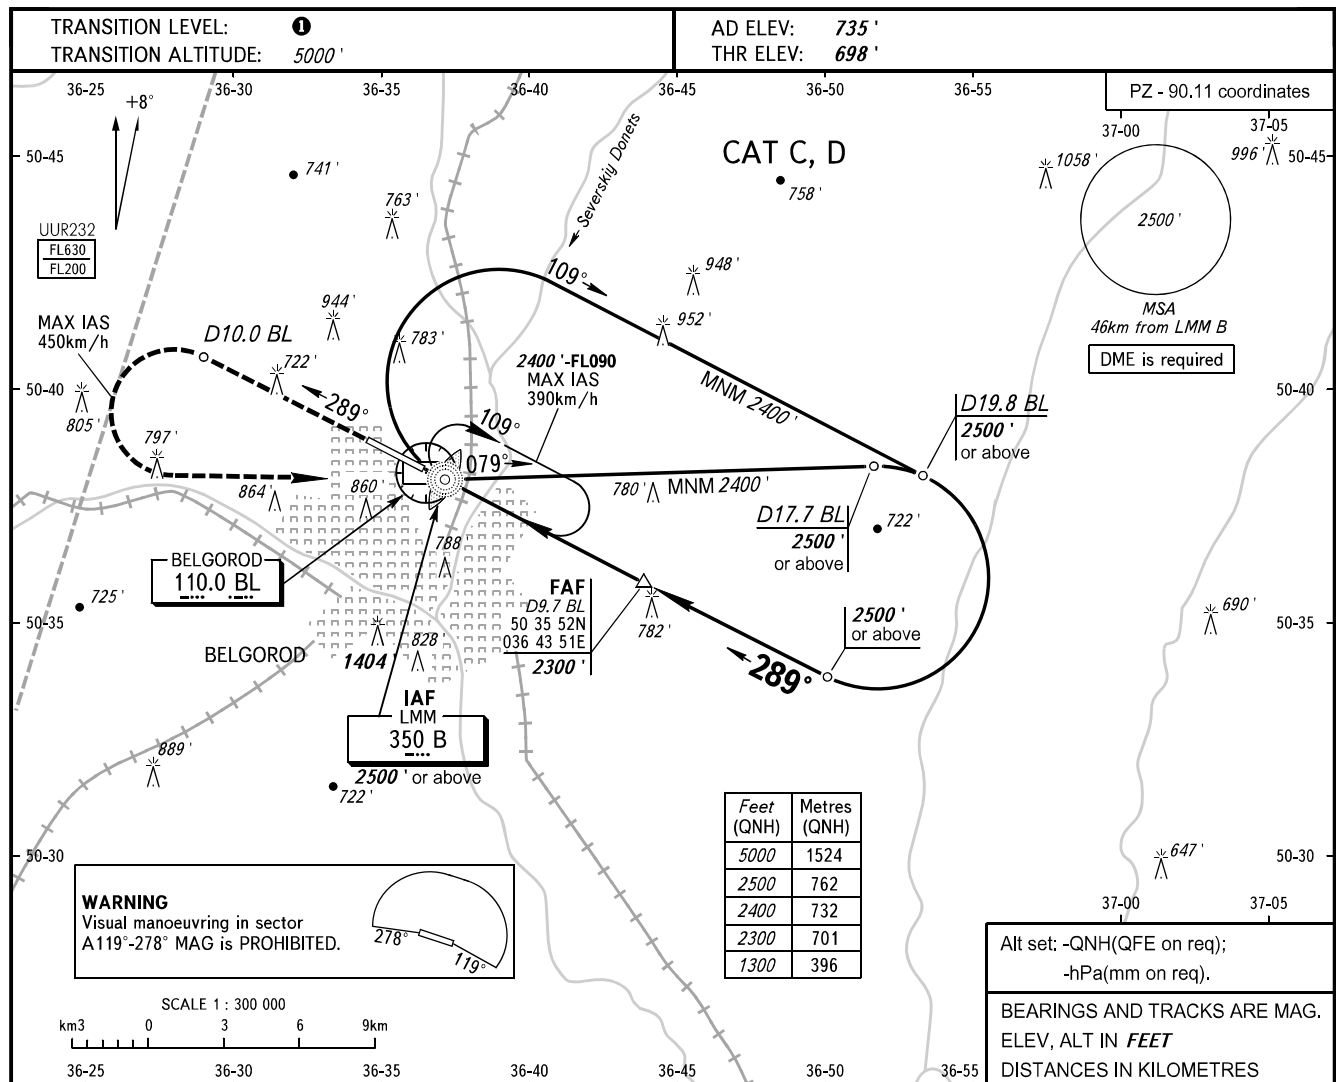 TRANSITION LEVEL: 1
TRANSITION ALTITUDE: 5000 '
AD ELEV: 735 '
THR ELEV: 698 '
36-25 36-30 36-35 36-40 36-45 36-50 36-55
PZ - 90.11 coordinates
37-00 37-05
+8°
50-45
741 '
763 '
Severskiy Donets
CAT C, D
758 '
1058 '
996 '
50-45
2500 '
MSA
46km from LMM B
DME is required
UUR232
FL630
FL200
944 '
948 '
109°
952 '
MAX IAS
450km/h
D10.0 BL
722 '
783 '
2400 '-FL090
MAX IAS
390km/h
MNM 2400 '
50-40
50-40
805 '
289°
109°
D19.8 BL
2500 '
or above
797 '
079°
864 '
860 '
780 '
MNM 2400 '
D17.7 BL
2500 '
or above
722 '
788 '
BELGOROD
110.0 BL
725 '
FAF
D9.7 BL
50 35 52N
036 43 51E
2300 '
782 '
2500 '
or above
690 '
50-35
50-35
BELGOROD
1404 '
828 '
289°
IAF
LMM
350 B
2500 ' or above
889 '
722 '
Feet (QNH) Metres (QNH)
5000 1524
2500 762
2400 732
2300 701
1300 396
647 '
50-30
50-30
37-00 37-05
WARNING
Visual manoeuvring in sector
A119°-278° MAG is PROHIBITED.
278°
119°
Alt set: -QNH(QFE on req);
-hPa(mm on req).
BEARINGS AND TRACKS ARE MAG.
ELEV, ALT IN FEET
DISTANCES IN KILOMETRES
SCALE 1 : 300 000
km3 0 3 6 9km
36-25 36-30 36-35 36-40 36-45 36-50 36-55